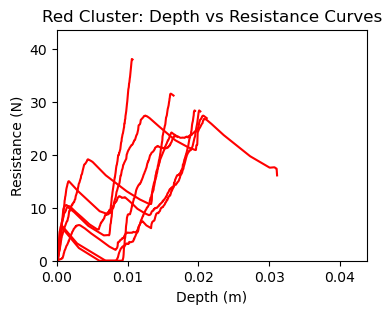 Red Cluster: Depth vs Resistance Curves
Resistance (N)
40
30
20
10
0
0.00 0.01 0.02 0.03 0.04
Depth (m)